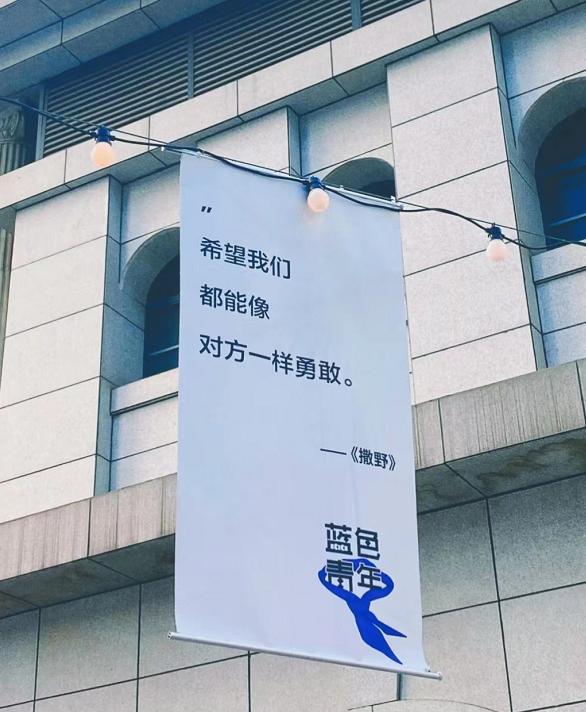 "
希望我们
都能像
对方一样勇敢。
——《撒野》
蓝色
青年